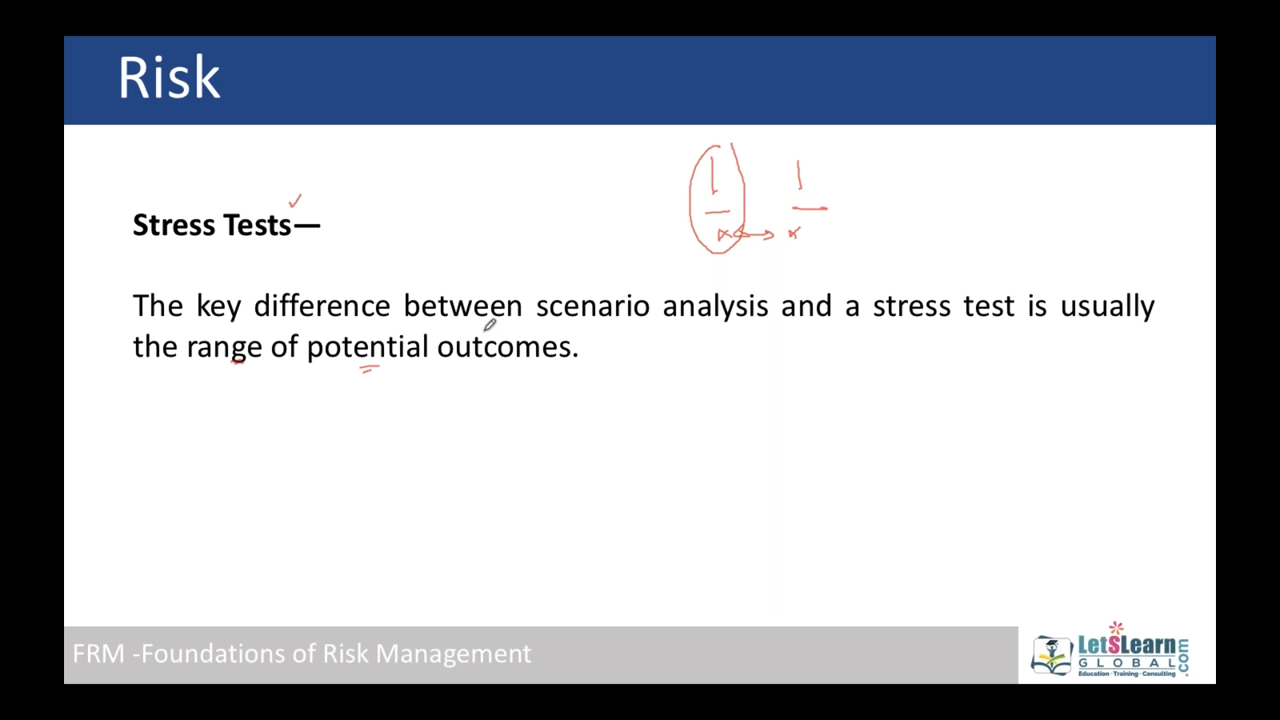 Risk
Stress Tests—
The key difference between scenario analysis and a stress test is usually
the range of potential outcomes.
FRM -Foundations of Risk Management
LetSLearn
GLOBAL
.com
Education · Training · Consulting